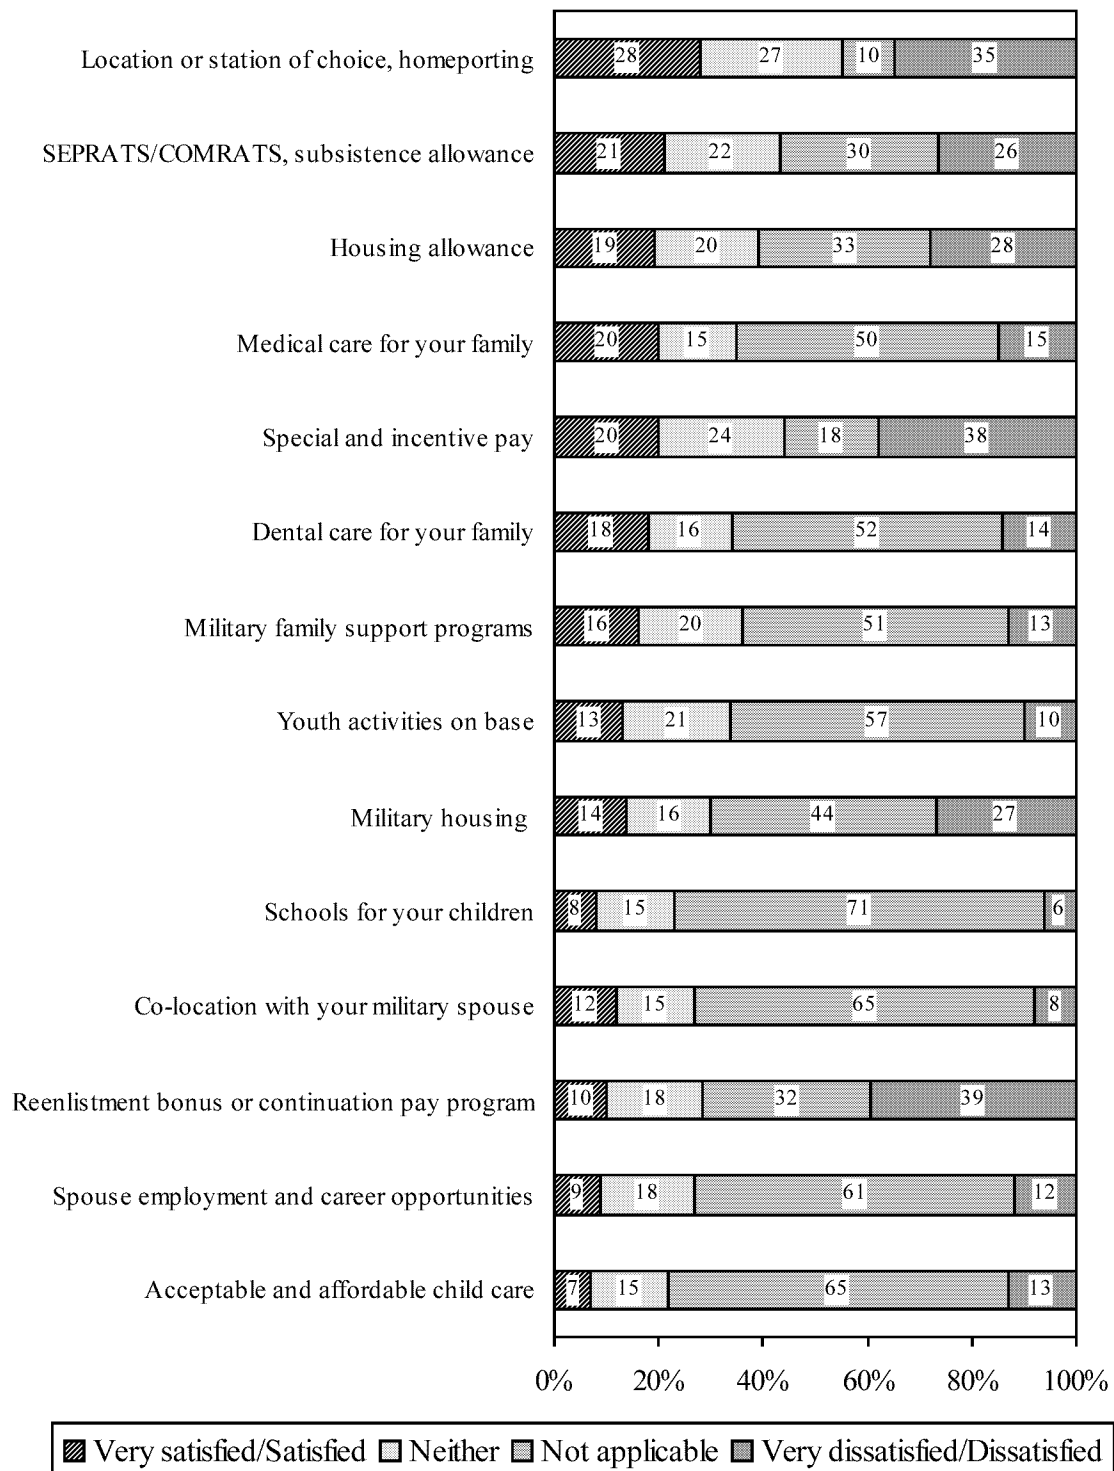 Location or station of choice, homeporting 28 27 10 35
SEPRATS/COMRATS, subsistence allowance 21 22 30 26
Housing allowance 19 20 33 28
Medical care for your family 20 15 50 15
Special and incentive pay 20 24 18 38
Dental care for your family 18 16 52 14
Military family support programs 16 20 51 13
Youth activities on base 13 21 57 10
Military housing 14 16 44 27
Schools for your children 8 15 71 6
Co-location with your military spouse 12 15 65 8
Reenlistment bonus or continuation pay program 10 18 32 39
Spouse employment and career opportunities 9 18 61 12
Acceptable and affordable child care 7 15 65 13
0% 20% 40% 60% 80% 100%
Very satisfied/Satisfied Neither Not applicable Very dissatisfied/Dissatisfied